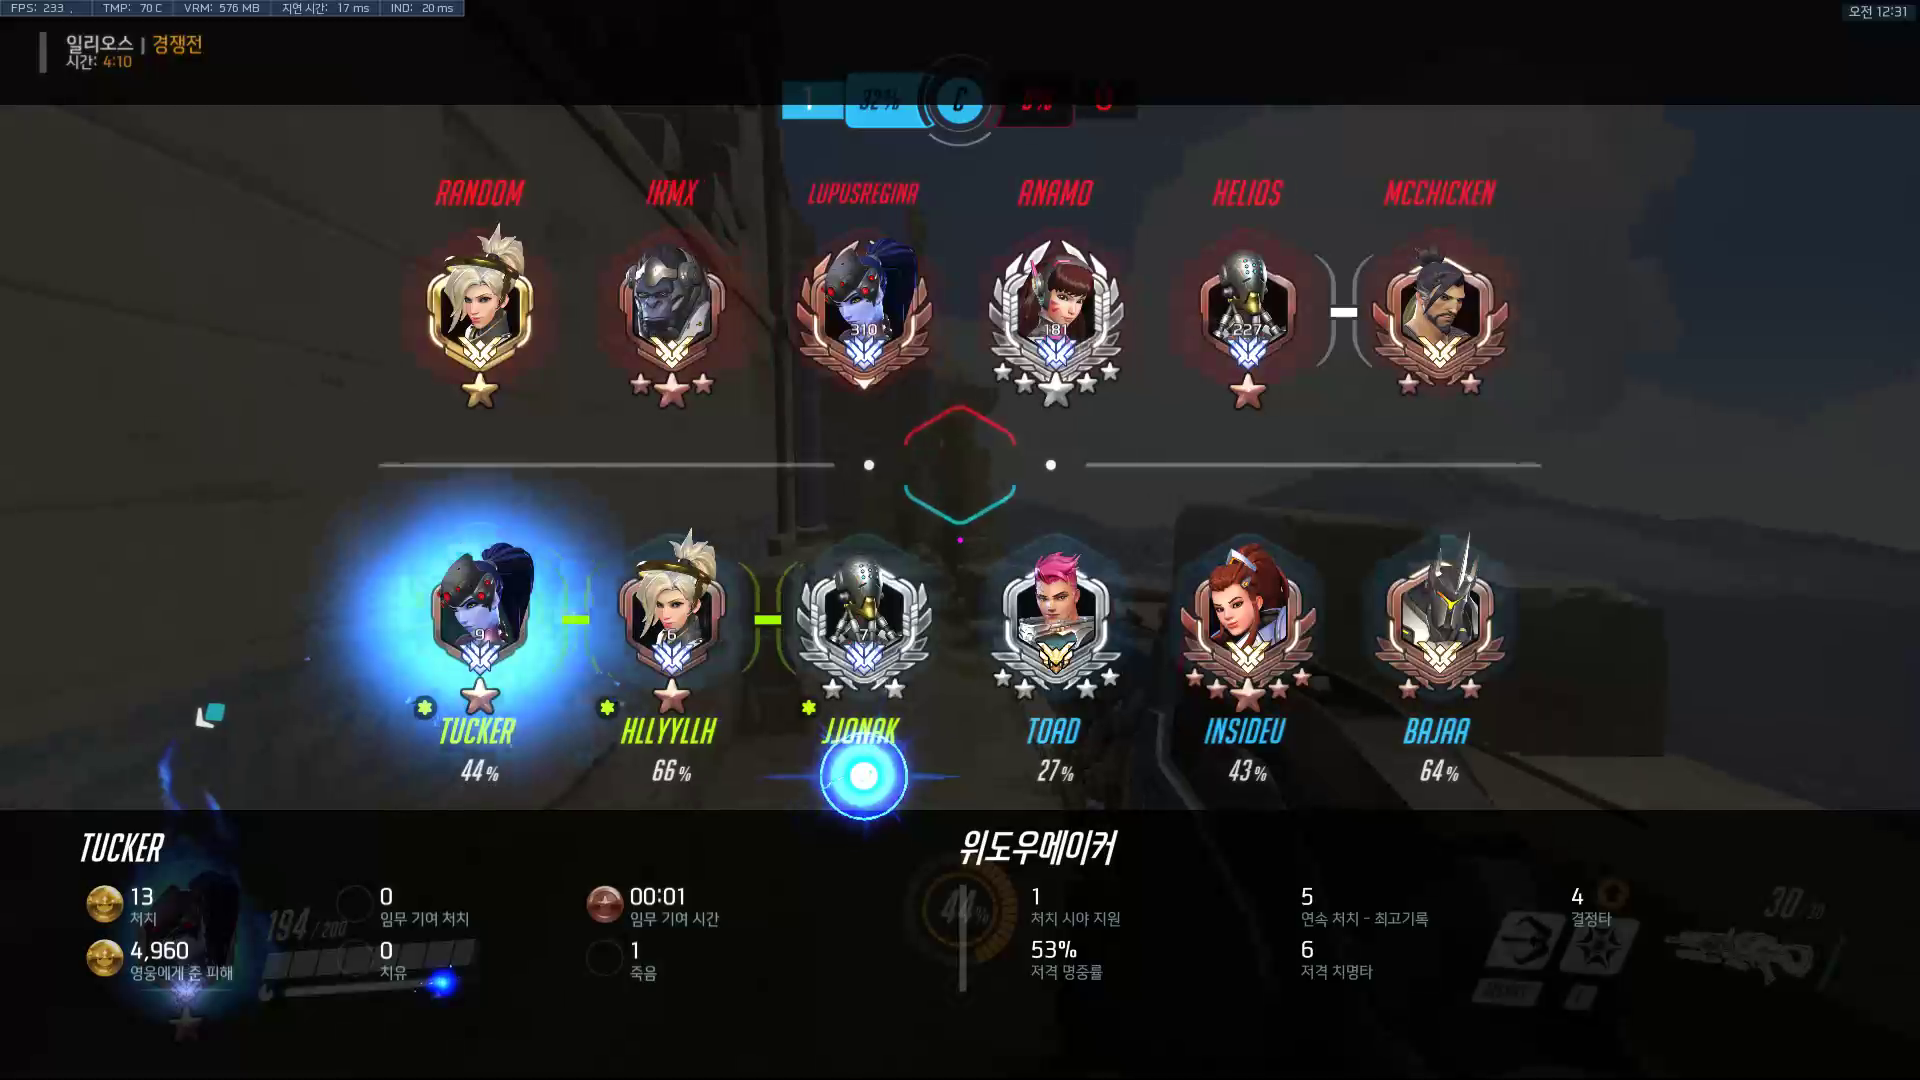 FPS: 233 TMP: 70 C VRM: 576 MB 지연 시간: 17 ms IND: 20 ms
오전 12:31
일리오스 | 경쟁전
시간: 4:10
1 32% C 0% 0
RANDOM IKMX LUPUSREGINA ANAMO HELIOS MCCHICKEN
310 181 227
9 6 7
TUCKER HLLYYLLH JJONAK TOAD INSIDEU BAJAA
44% 66% 27% 43% 64%
TUCKER
위도우메이커
13 0 00:01 1 5 4
처치 임무 기여 처치 임무 기여 시간 처치 시야 지원 연속 처치 - 최고기록 결정타
194/200
44%
30/30
4,960 0 1 53% 6
영웅에게 준 피해 치유 죽음 저격 명중률 저격 치명타